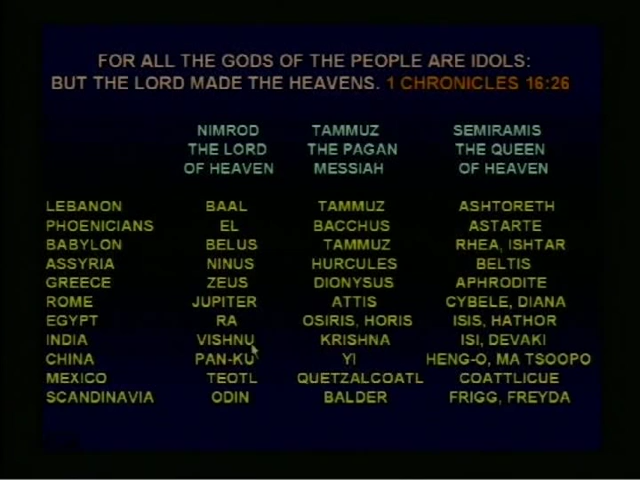 FOR ALL THE GODS OF THE PEOPLE ARE IDOLS:
BUT THE LORD MADE THE HEAVENS. 1 CHRONICLES 16:26
NIMROD TAMMUZ SEMIRAMIS
THE LORD THE PAGAN THE QUEEN
OF HEAVEN MESSIAH OF HEAVEN
LEBANON BAAL TAMMUZ ASHTORETH
PHOENICIANS EL BACCHUS ASTARTE
BABYLON BELUS TAMMUZ RHEA, ISHTAR
ASSYRIA NINUS HURCULES BELTIS
GREECE ZEUS DIONYSUS APHRODITE
ROME JUPITER ATTIS CYBELE, DIANA
EGYPT RA OSIRIS, HORIS ISIS, HATHOR
INDIA VISHNU KRISHNA ISI, DEVAKI
CHINA PAN-KU YI HENG-O, MA TSOOPO
MEXICO TEOTL QUETZALCOATL COATTLICUE
SCANDINAVIA ODIN BALDER FRIGG, FREYDA